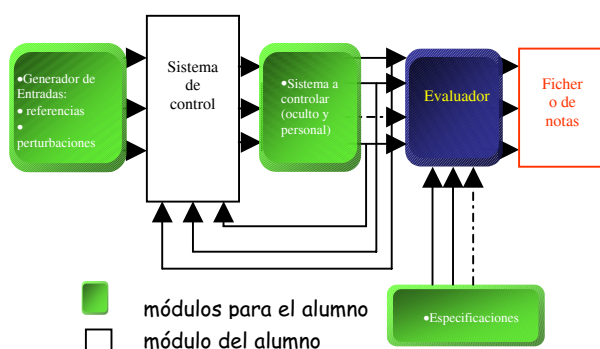 •Generador de
Entradas:
• referencias
•
perturbaciones
Sistema
de
control
•Sistema a
controlar
(oculto y
personal)
Evaluador
Ficher
o de
notas
•Especificaciones
módulos para el alumno
módulo del alumno